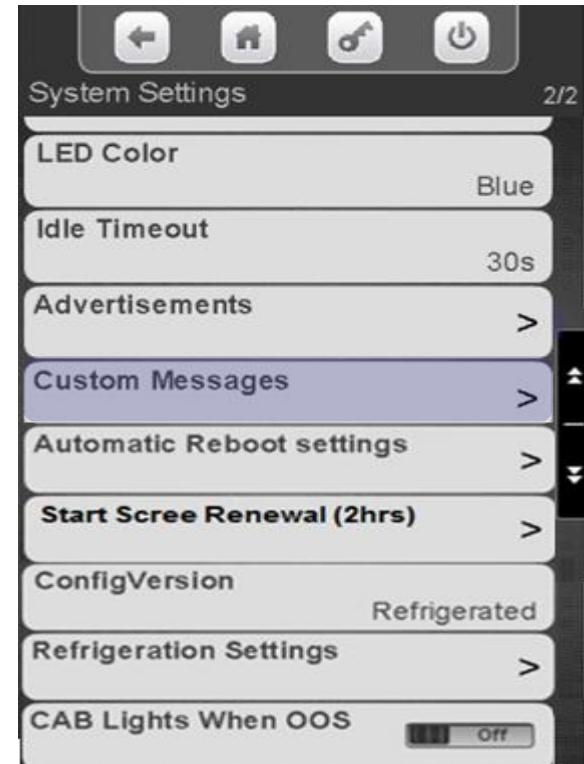 System Settings 2/2
LED Color
Blue
Idle Timeout
30s
Advertisements >
Custom Messages >
Automatic Reboot settings >
Start Scree Renewal (2hrs) >
ConfigVersion
Refrigerated
Refrigeration Settings >
CAB Lights When OOS Off